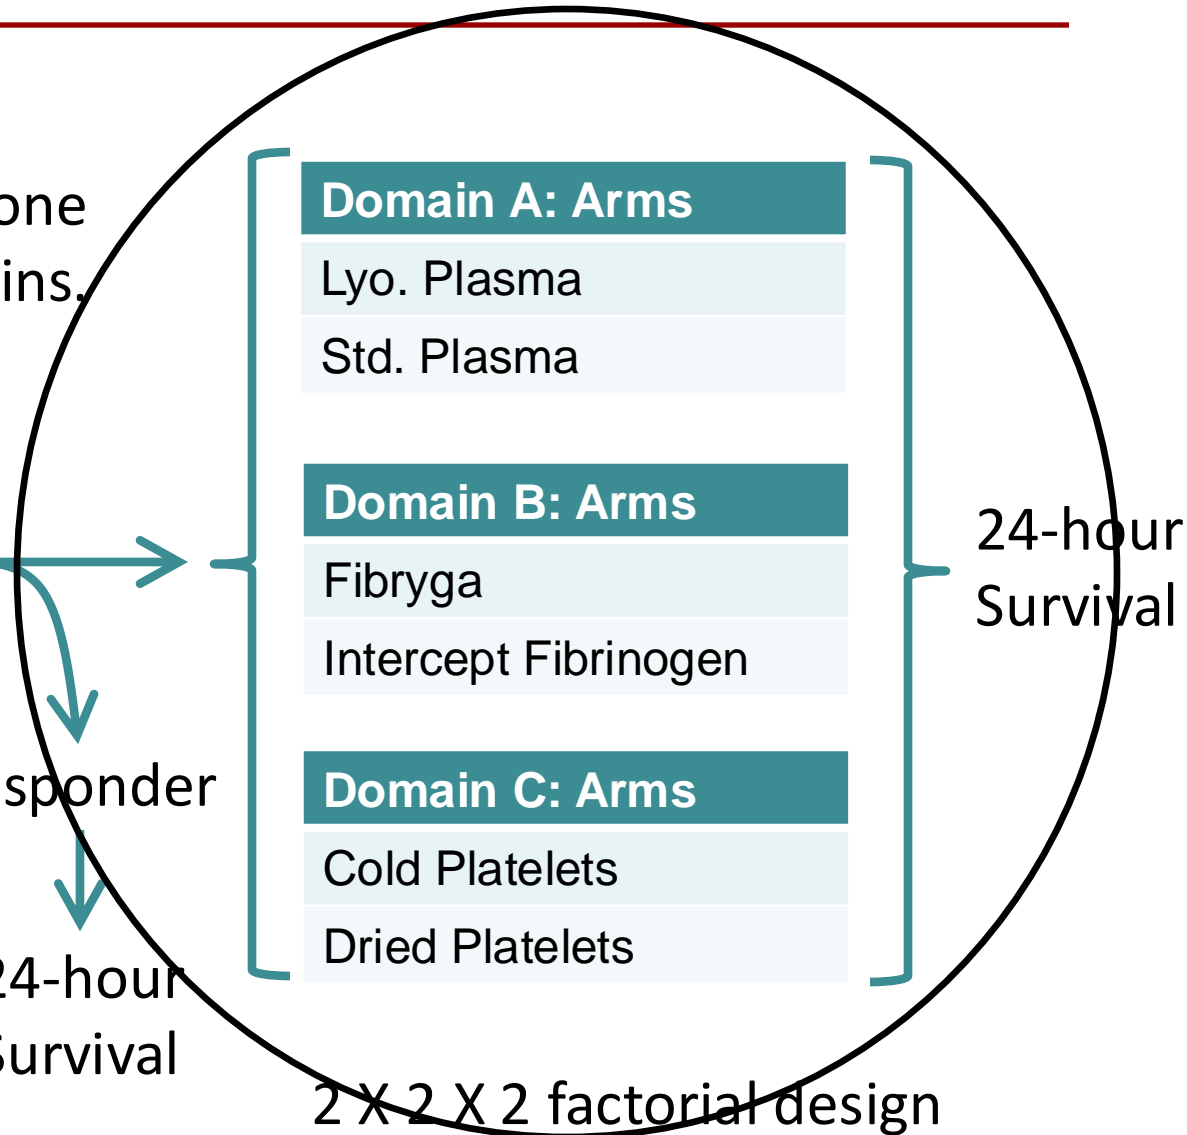 one
ins.
Domain A: Arms
Lyo. Plasma
Std. Plasma
Domain B: Arms
Fibryga
Intercept Fibrinogen
Domain C: Arms
Cold Platelets
Dried Platelets
24-hour
Survival
sponder
24-hour
Survival
2 X 2 X 2 factorial design